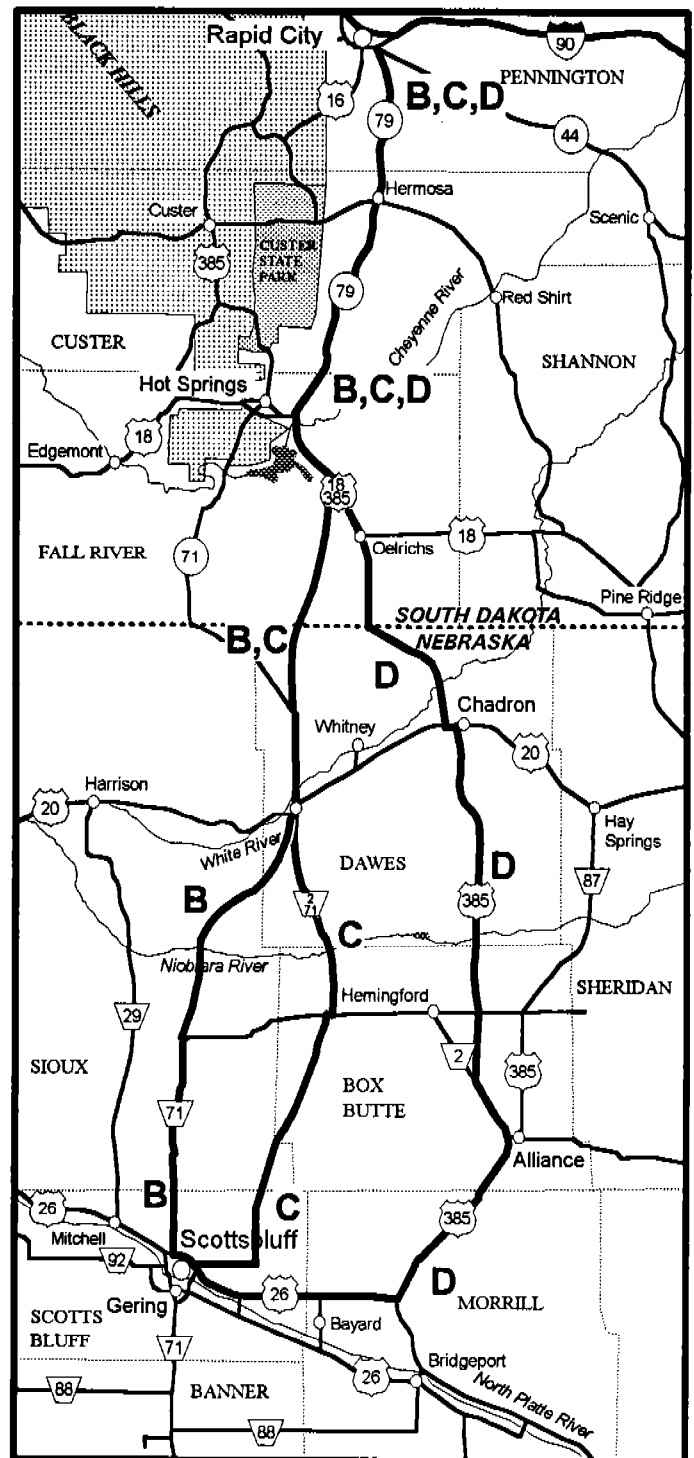 BLACK HILLS
Rapid City
90
PENNINGTON
16
B,C,D
79
44
Hermosa
Custer
Scenic
385
CUSTER
STATE
PARK
79
Cheyenne River
Red Shirt
CUSTER
SHANNON
Hot Springs
B,C,D
18
Edgemont
18
385
FALL RIVER
71
Oelrichs
18
Pine Ridge
SOUTH DAKOTA
B,C
NEBRASKA
D
Chadron
Whitney
20
Harrison
20
Hay
Springs
White River
DAWES
D
87
B
2
71
385
C
Niobrara River
SHERIDAN
Hemingford
29
2
SIOUX
385
BOX
BUTTE
71
Alliance
B
C
26
385
Mitchell
Scottsbluff
92
D
Gering
26
MORRILL
SCOTTS
BLUFF
Bayard
71
Bridgeport
26
88
BANNER
North Platte River
88